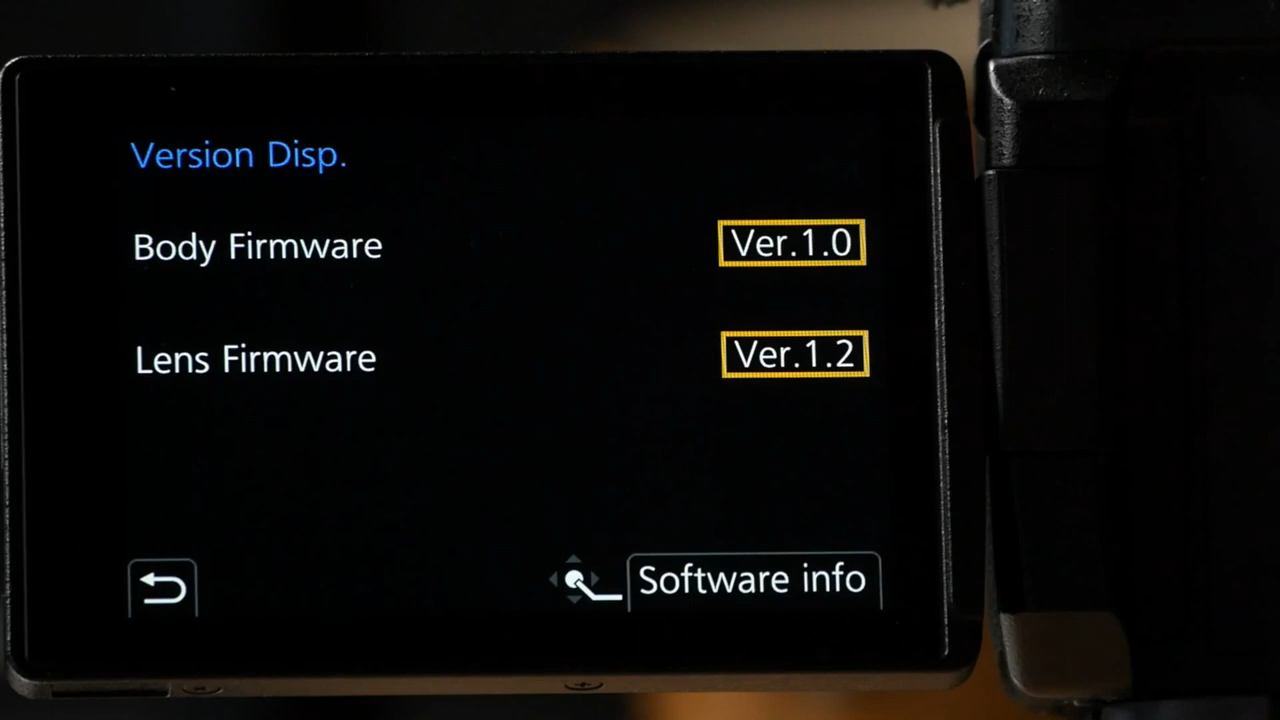 Version Disp.
Body Firmware Ver.1.0
Lens Firmware Ver.1.2
Software info